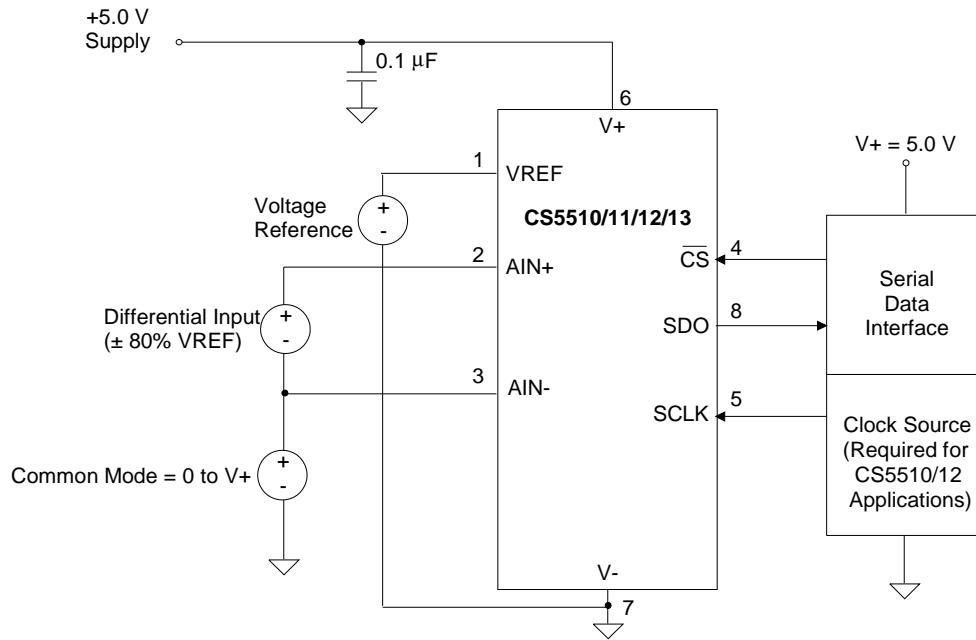 +5.0 V
Supply
0.1 μF
6
V+
V+ = 5.0 V
1
VREF
+
-
Voltage
Reference
CS5510/11/12/13
2
AIN+
4
CS
Serial
Data
Interface
8
SDO
Differential Input
(± 80% VREF)
+
-
3
AIN-
5
SCLK
Clock Source
(Required for
CS5510/12
Applications)
Common Mode = 0 to V+
+
-
V-
7